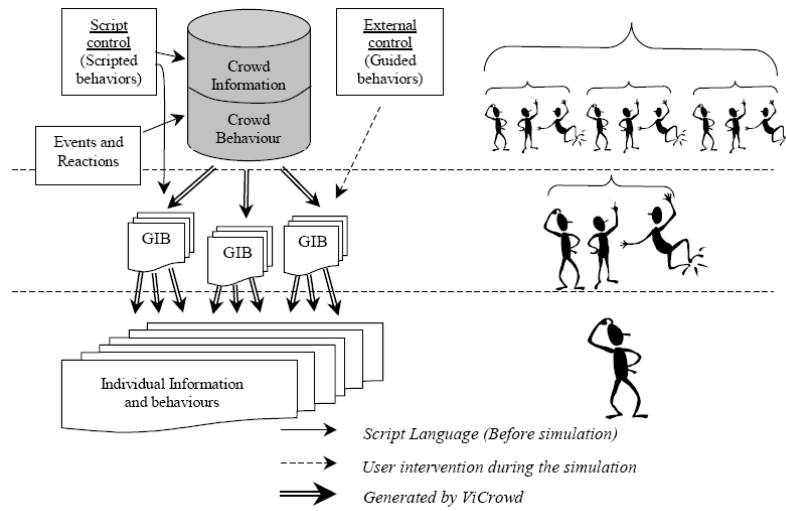 Script
control
(Scripted
behaviors)
External
control
(Guided
behaviors)
Crowd
Information
Crowd
Behaviour
Events and
Reactions
GIB
GIB
GIB
Individual Information
and behaviours
Script Language (Before simulation)
User intervention during the simulation
Generated by ViCrowd